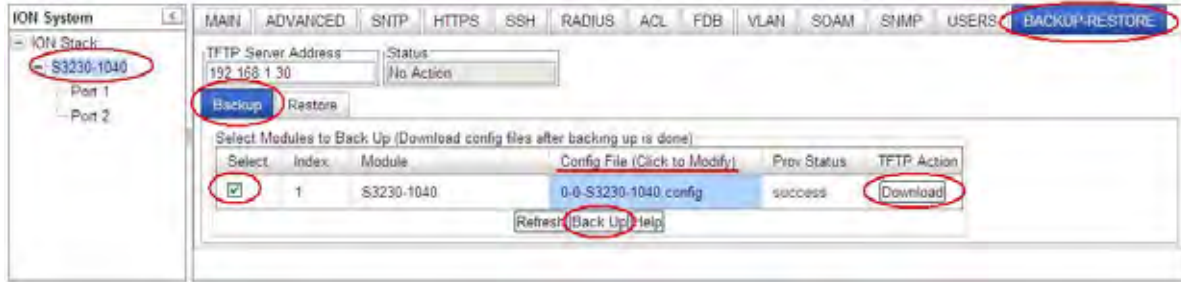 ION System
ION Stack
S3230-1040
Port 1
Port 2
MAIN ADVANCED SNTP HTTPS SSH RADIUS ACL FDB VLAN SOAM SNMP USERS BACKUP-RESTORE
TFTP Server Address Status
192.168.1.30 No Action
Backup Restore
Select Modules to Back Up (Download config files after backing up is done)
Select Index Module Config File (Click to Modify) Prov Status TFTP Action
1 S3230-1040 0-0-S3230-1040.config success Download
Refresh Back Up Help